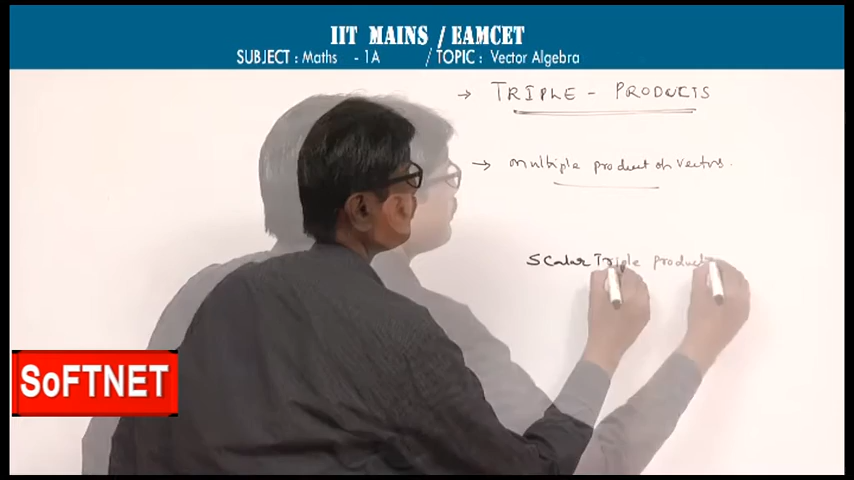 IIT MAINS / EAMCET
SUBJECT : Maths - 1A / TOPIC : Vector Algebra
→ TRIPLE - PRODUCTS
→ multiple product of vectors.
Scalar Triple product
SoFTNET